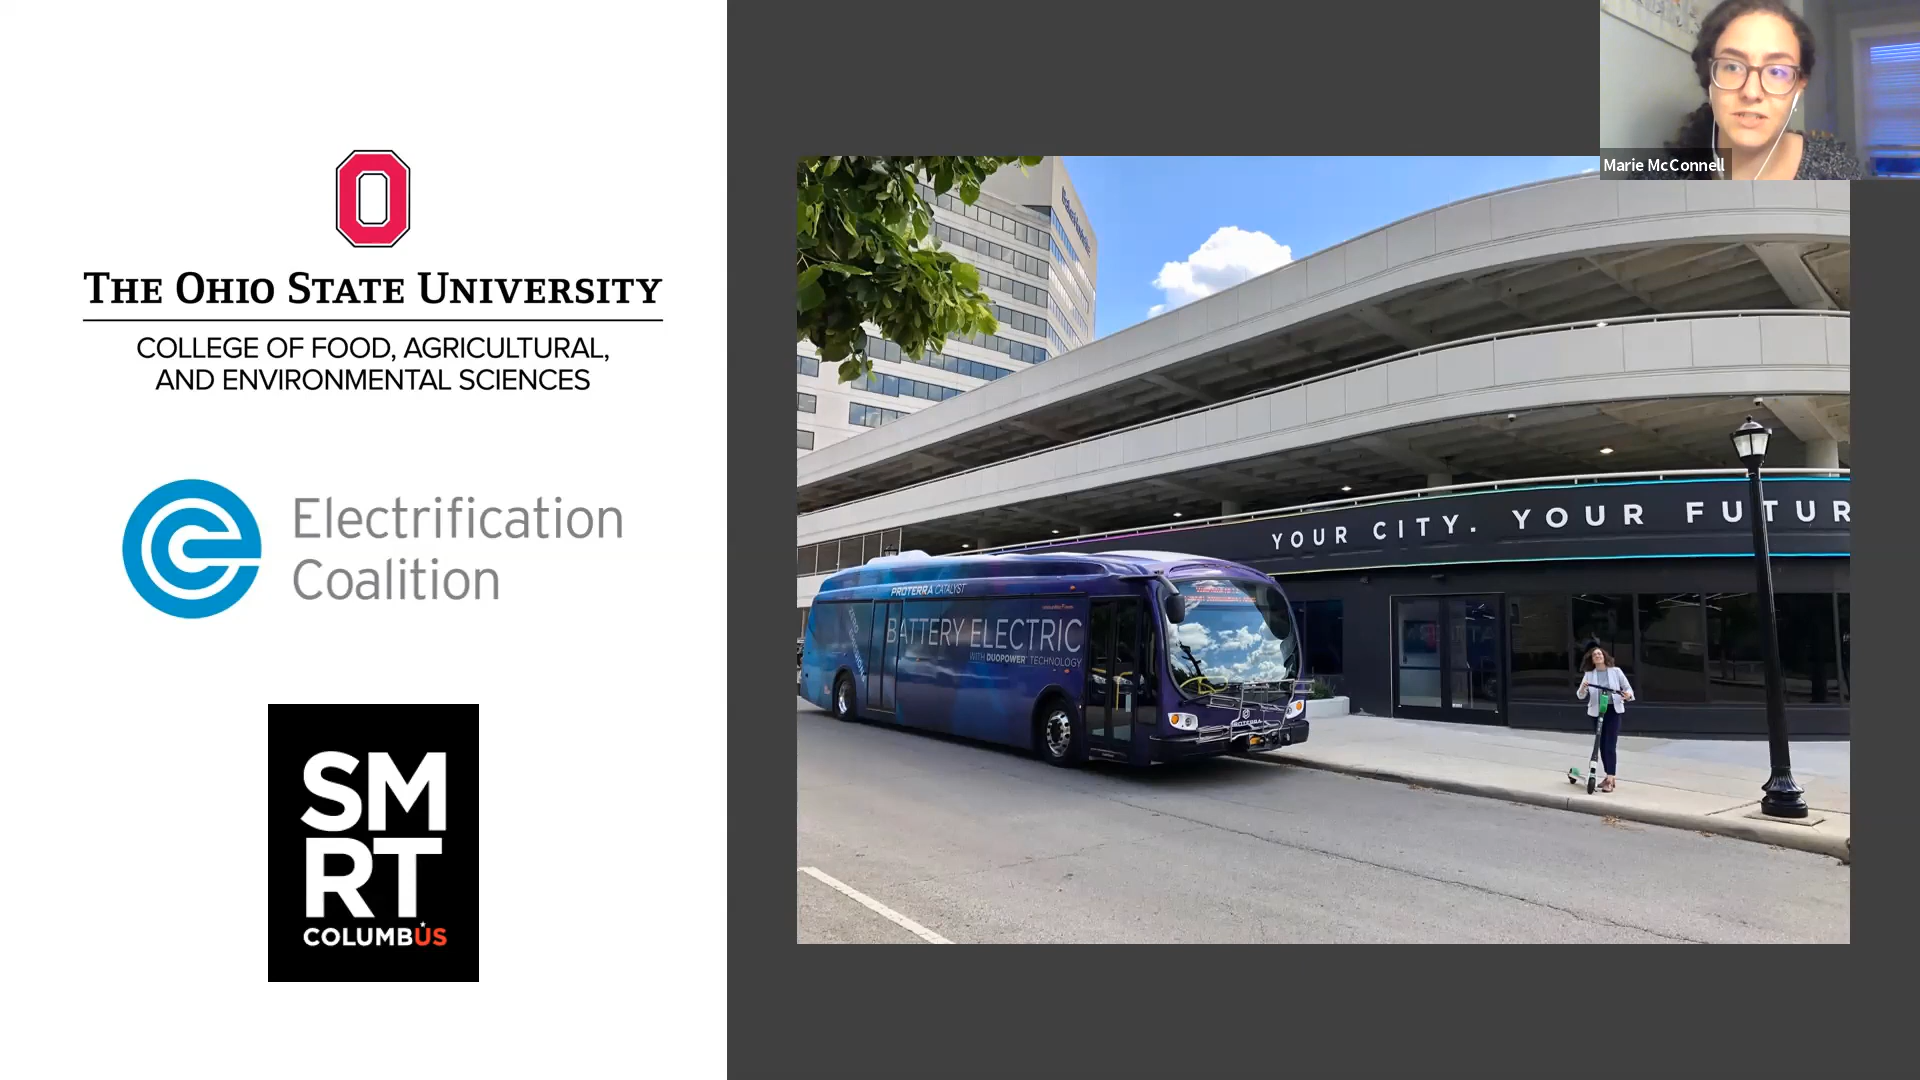 O
THE OHIO STATE UNIVERSITY
COLLEGE OF FOOD, AGRICULTURAL,
AND ENVIRONMENTAL SCIENCES
Electrification
Coalition
SM
RT
COLUMBUS
Marie McConnell
YOUR CITY. YOUR FUTUR
PROTERRA CATALYST
BATTERY ELECTRIC
WITH DUOPOWER TECHNOLOGY
PROTERRA